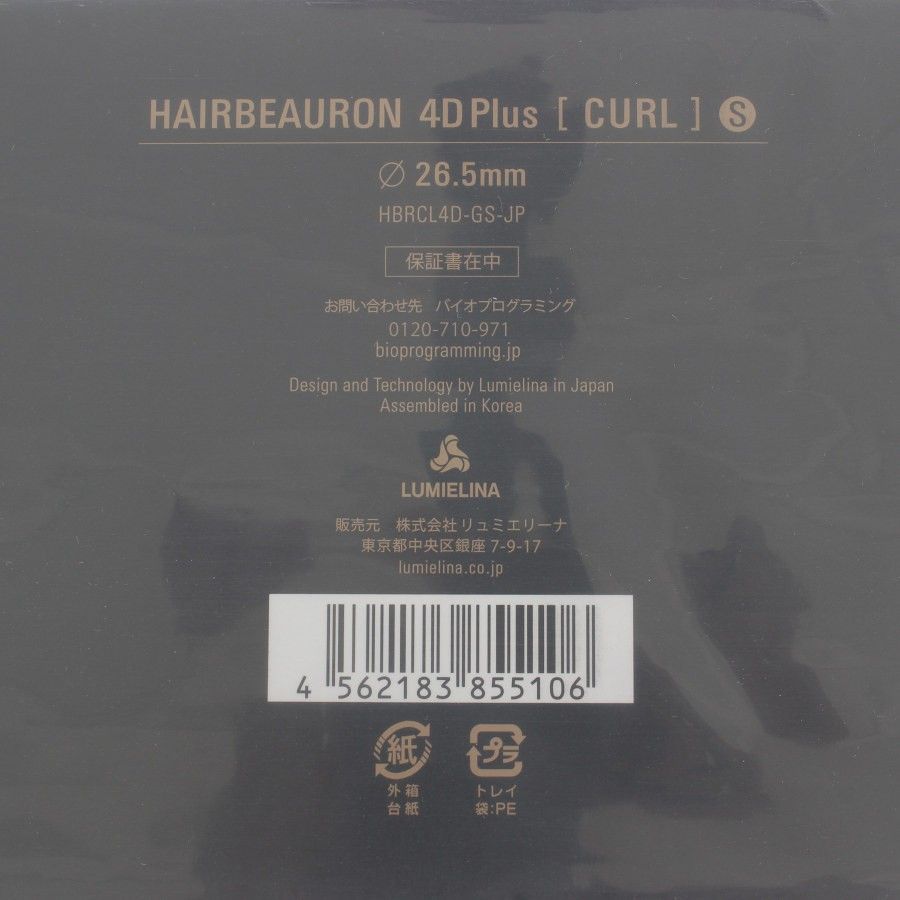 HAIRBEAURON 4D Plus [ CURL ] S
Ø 26.5mm
HBRCL4D-GS-JP
保証書在中
お問い合わせ先 バイオプログラミング
0120-710-971
bioprogramming.jp
Design and Technology by Lumielina in Japan
Assembled in Korea
LUMIELINA
販売元 株式会社リュミエリーナ
東京都中央区銀座 7-9-17
lumielina.co.jp
4 562183 855106
紙 プラ
外箱 トレイ
台紙 袋:PE